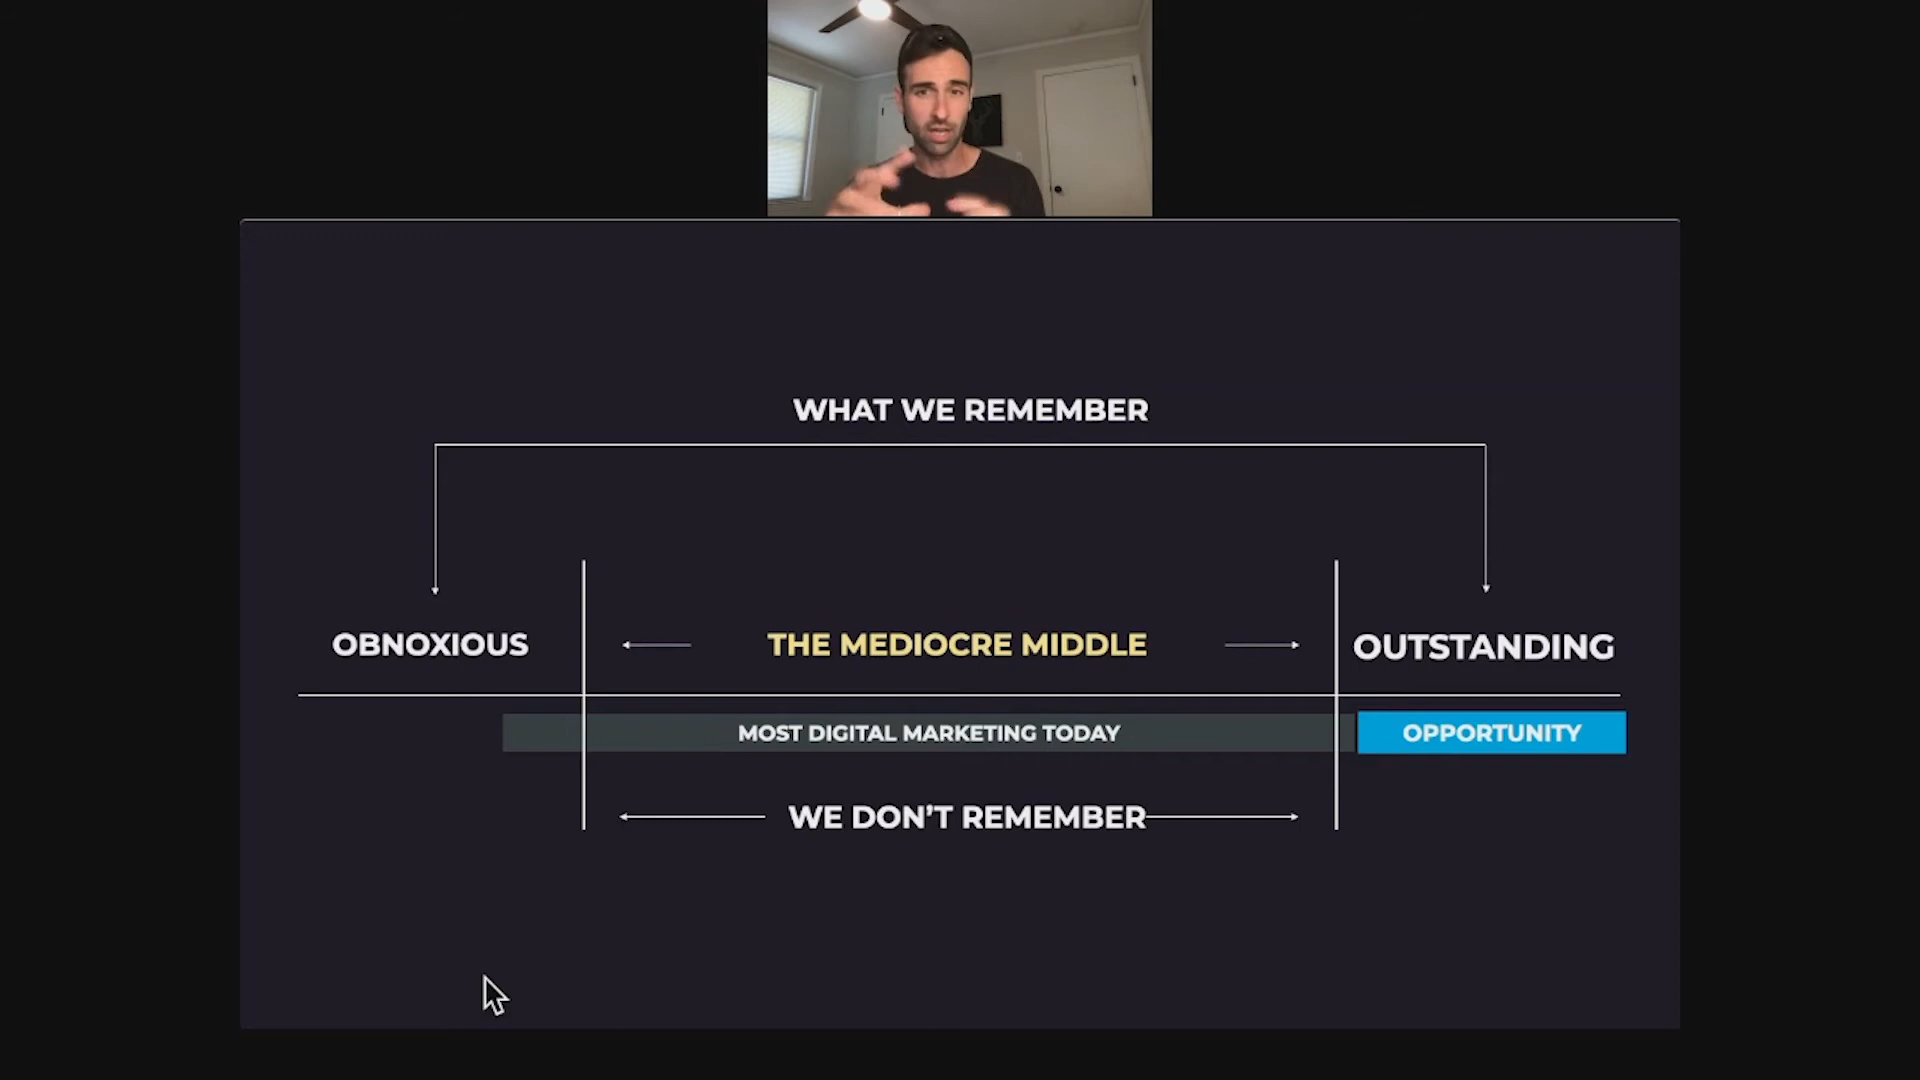 WHAT WE REMEMBER
OBNOXIOUS
THE MEDIOCRE MIDDLE
OUTSTANDING
MOST DIGITAL MARKETING TODAY
OPPORTUNITY
WE DON’T REMEMBER